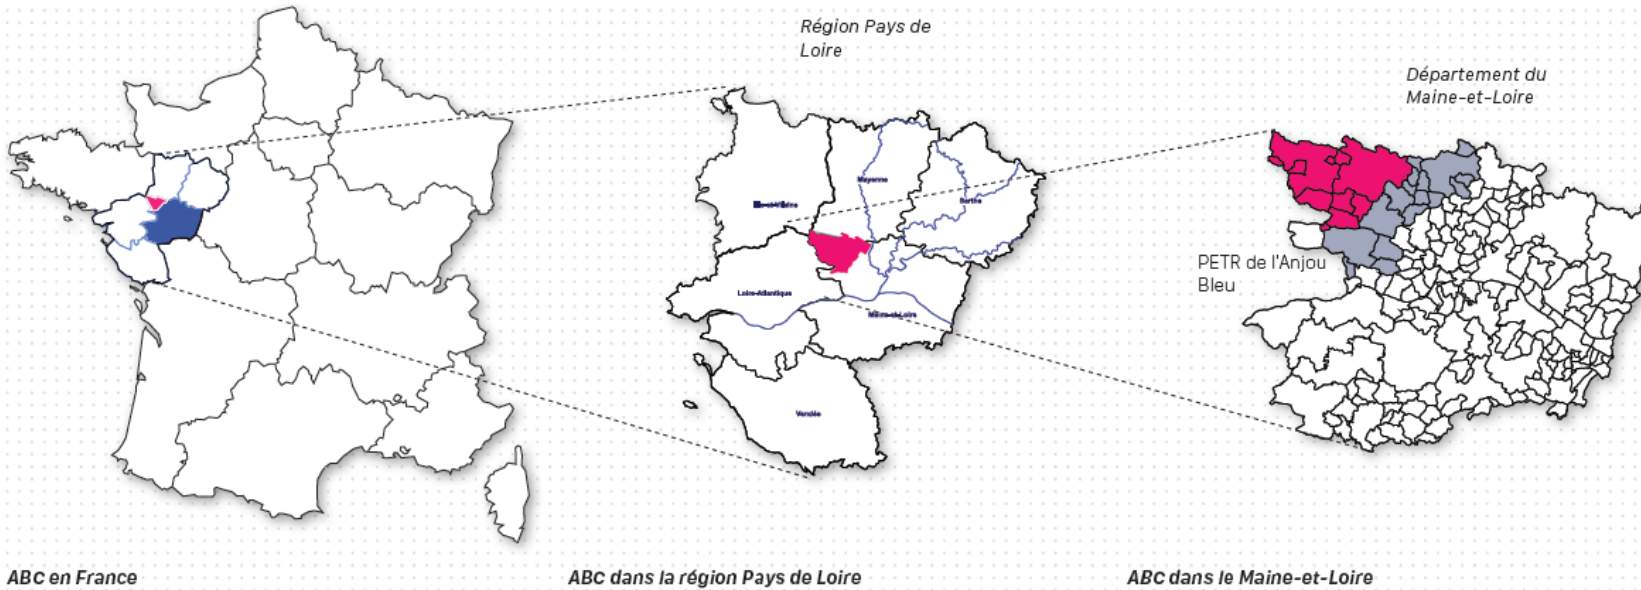 Région Pays de
Loire
Département du
Maine-et-Loire
Mayenne
Sarthe
Loire-Atlantique
Maine-et-Loire
Vendée
PETR de l'Anjou
Bleu
ABC en France
ABC dans la région Pays de Loire
ABC dans le Maine-et-Loire